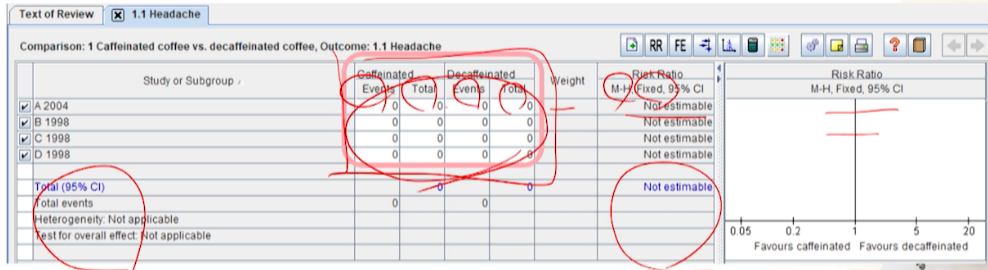 Text of Review 1.1 Headache
Comparison: 1 Caffeinated coffee vs. decaffeinated coffee, Outcome: 1.1 Headache
RR FE
Study or Subgroup Caffeinated Decaffeinated Weight Risk Ratio Risk Ratio
Events Total Events Total M-H, Fixed, 95% CI M-H, Fixed, 95% CI
A 2004 0 0 0 0 Not estimable
B 1998 0 0 0 0 Not estimable
C 1998 0 0 0 0 Not estimable
D 1998 0 0 0 0 Not estimable
Total (95% CI) 0 0 Not estimable
Total events 0 0
Heterogeneity: Not applicable
Test for overall effect: Not applicable
0.05 0.2 1 5 20
Favours caffeinated Favours decaffeinated